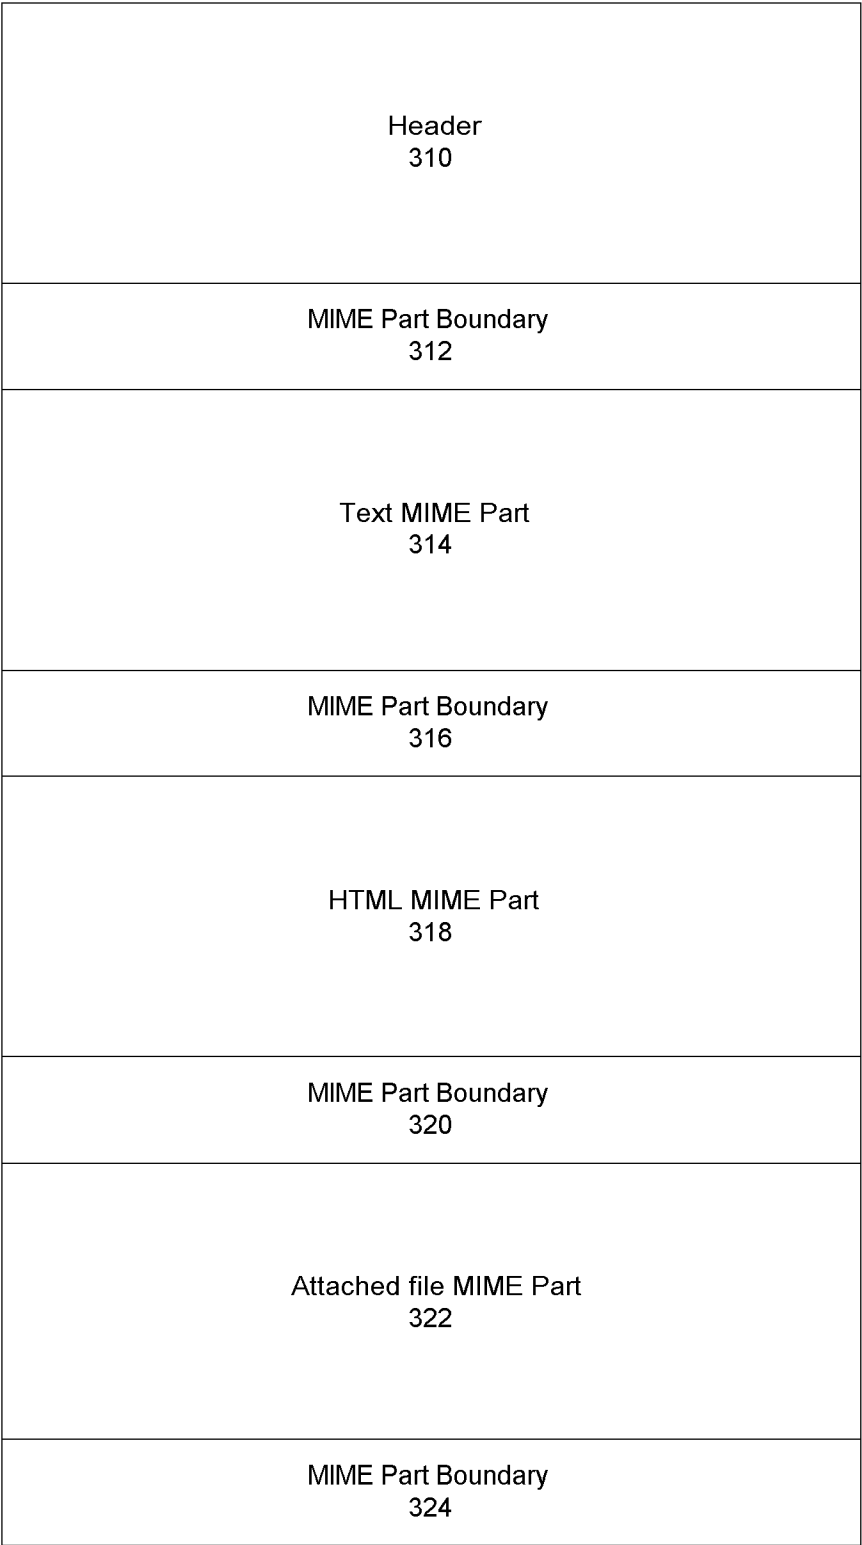 Header
310
MIME Part Boundary
312
Text MIME Part
314
MIME Part Boundary
316
HTML MIME Part
318
MIME Part Boundary
320
Attached file MIME Part
322
MIME Part Boundary
324